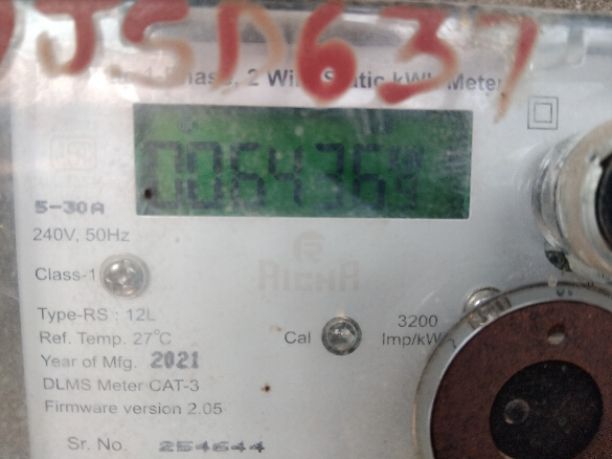 JSD637
Phase, 2 Wire Static kWh Meter
006436
5-30A
240V, 50Hz
Class-1
Type-RS : 12L
Ref. Temp. 27°C
Year of Mfg. 2021
DLMS Meter CAT-3
Firmware version 2.05
Sr. No. 254644
Cal
3200
Imp/kW